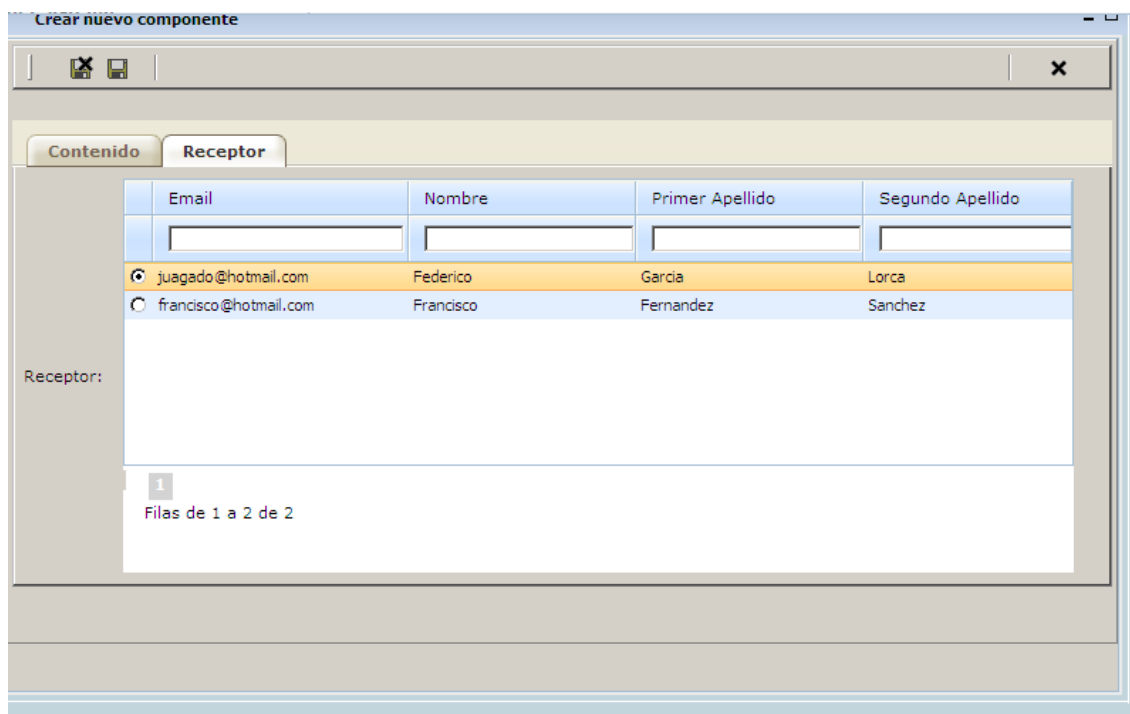 Crear nuevo componente
Contenido Receptor
Email Nombre Primer Apellido Segundo Apellido
juagado@hotmail.com Federico Garcia Lorca
francisco@hotmail.com Francisco Fernandez Sanchez
Receptor:
1
Filas de 1 a 2 de 2